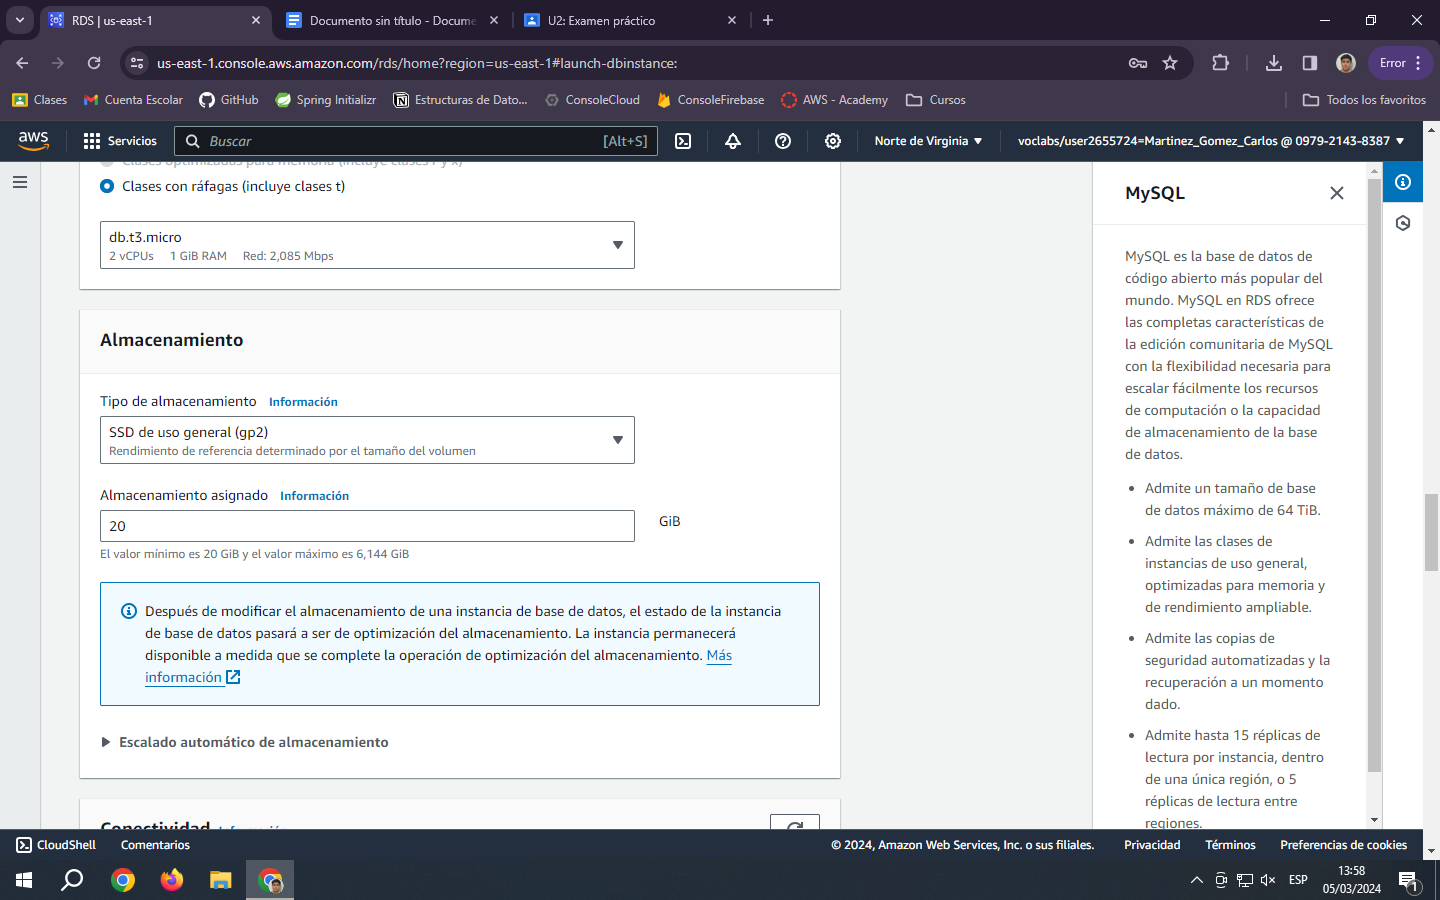 RDS | us-east-1
Documento sin título - Docume
U2: Examen práctico
us-east-1.console.aws.amazon.com/rds/home?region=us-east-1#launch-dbinstance:
Error
Clases
Cuenta Escolar
GitHub
Spring Initializr
Estructuras de Dato...
ConsoleCloud
ConsoleFirebase
AWS - Academy
Cursos
Todos los favoritos
aws
Servicios
Buscar
[Alt+S]
Norte de Virginia
voclabs/user2655724=Martinez_Gomez_Carlos @ 0979-2143-8387
Clases optimizadas para memoria (incluye clases r y x)
Clases con ráfagas (incluye clases t)
db.t3.micro
2 vCPUs 1 GiB RAM Red: 2,085 Mbps
Almacenamiento
Tipo de almacenamiento Información
SSD de uso general (gp2)
Rendimiento de referencia determinado por el tamaño del volumen
Almacenamiento asignado Información
20
GiB
El valor mínimo es 20 GiB y el valor máximo es 6,144 GiB
Después de modificar el almacenamiento de una instancia de base de datos, el estado de la instancia
de base de datos pasará a ser de optimización del almacenamiento. La instancia permanecerá
disponible a medida que se complete la operación de optimización del almacenamiento. Más
información
Escalado automático de almacenamiento
Conectividad Información
MySQL
MySQL es la base de datos de
código abierto más popular del
mundo. MySQL en RDS ofrece
las completas características de
la edición comunitaria de MySQL
con la flexibilidad necesaria para
escalar fácilmente los recursos
de computación o la capacidad
de almacenamiento de la base
de datos.
• Admite un tamaño de base
de datos máximo de 64 TiB.
• Admite las clases de
instancias de uso general,
optimizadas para memoria y
de rendimiento ampliable.
• Admite las copias de
seguridad automatizadas y la
recuperación a un momento
dado.
• Admite hasta 15 réplicas de
lectura por instancia, dentro
de una única región, o 5
réplicas de lectura entre
regiones.
CloudShell
Comentarios
© 2024, Amazon Web Services, Inc. o sus filiales.
Privacidad
Términos
Preferencias de cookies
ESP
13:58
05/03/2024
1